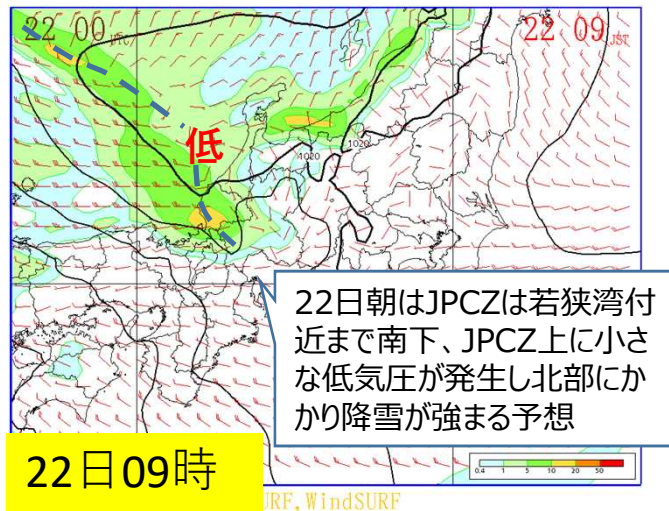 22 00 UTC
22 09 JST
低
1020
1020
22日朝はJPCZは若狭湾付
近まで南下、JPCZ上に小さ
な低気圧が発生し北部にか
かり降雪が強まる予想
22日09時
0.4 1 5 10 20 50
URF, WindSURF